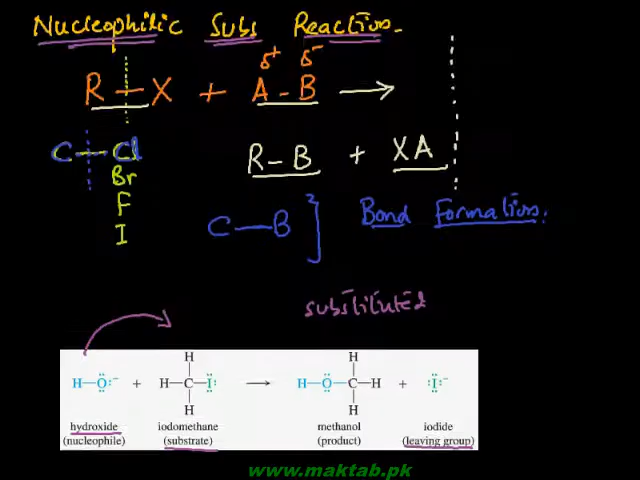 Nucleophilic Subs Reaction.
δ+ δ-
R - X + A - B →
C - Cl
R - B + XA
Br
F
C - B ] Bond Formation.
I
substituted
H H
H-Ö:⁻ + H-C-Ï: → H-Ö-C-H + :Ï:⁻
H H
hydroxide iodomethane methanol iodide
(nucleophile) (substrate) (product) (leaving group)
www.maktab.pk